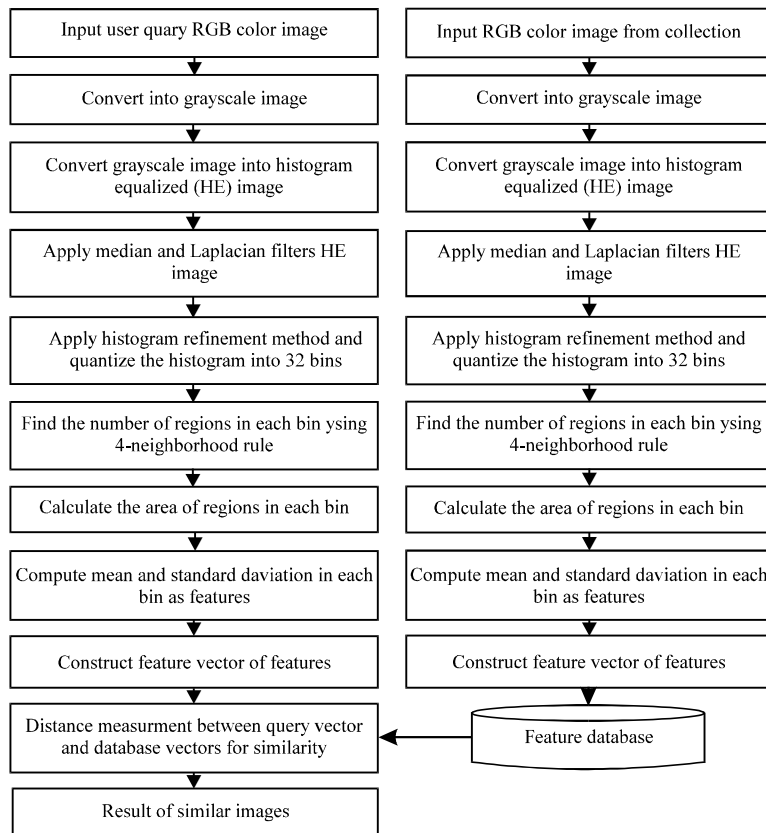 Input user quary RGB color image
Convert into grayscale image
Convert grayscale image into histogram
equalized (HE) image
Apply median and Laplacian filters HE
image
Apply histogram refinement method and
quantize the histogram into 32 bins
Find the number of regions in each bin ysing
4-neighborhood rule
Calculate the area of regions in each bin
Compute mean and standard daviation in each
bin as features
Construct feature vector of features
Distance measurment between query vector
and database vectors for similarity
Result of similar images
Input RGB color image from collection
Convert into grayscale image
Convert grayscale image into histogram
equalized (HE) image
Apply median and Laplacian filters HE
image
Apply histogram refinement method and
quantize the histogram into 32 bins
Find the number of regions in each bin ysing
4-neighborhood rule
Calculate the area of regions in each bin
Compute mean and standard daviation in each
bin as features
Construct feature vector of features
Feature database